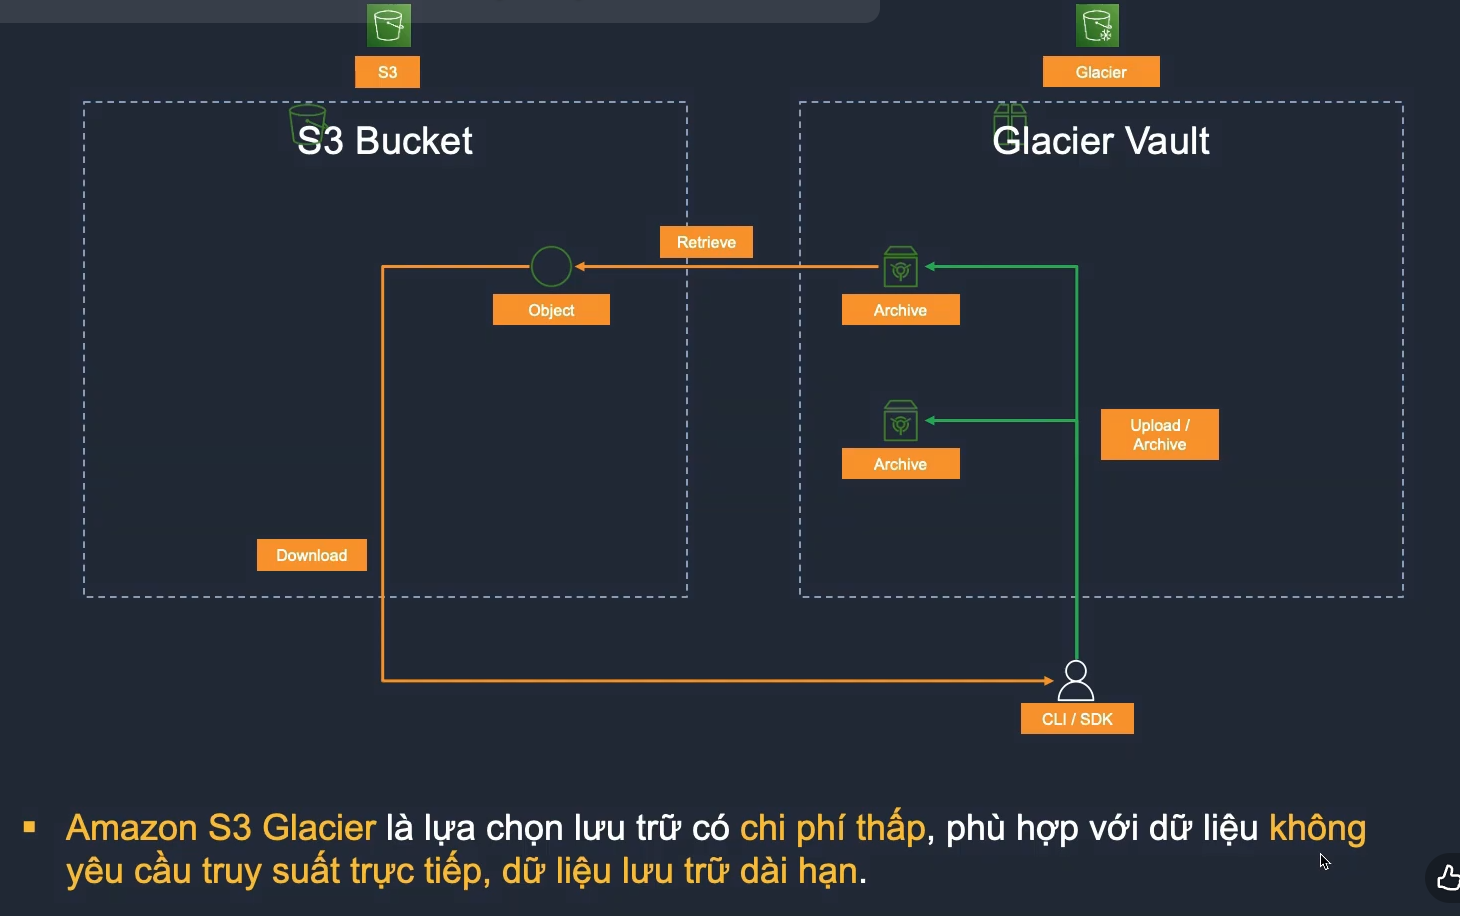 S3
Glacier
S3 Bucket
Glacier Vault
Retrieve
Object
Archive
Archive
Upload /
Archive
Download
CLI / SDK
Amazon S3 Glacier là lựa chọn lưu trữ có chi phí thấp, phù hợp với dữ liệu không
yêu cầu truy suất trực tiếp, dữ liệu lưu trữ dài hạn.